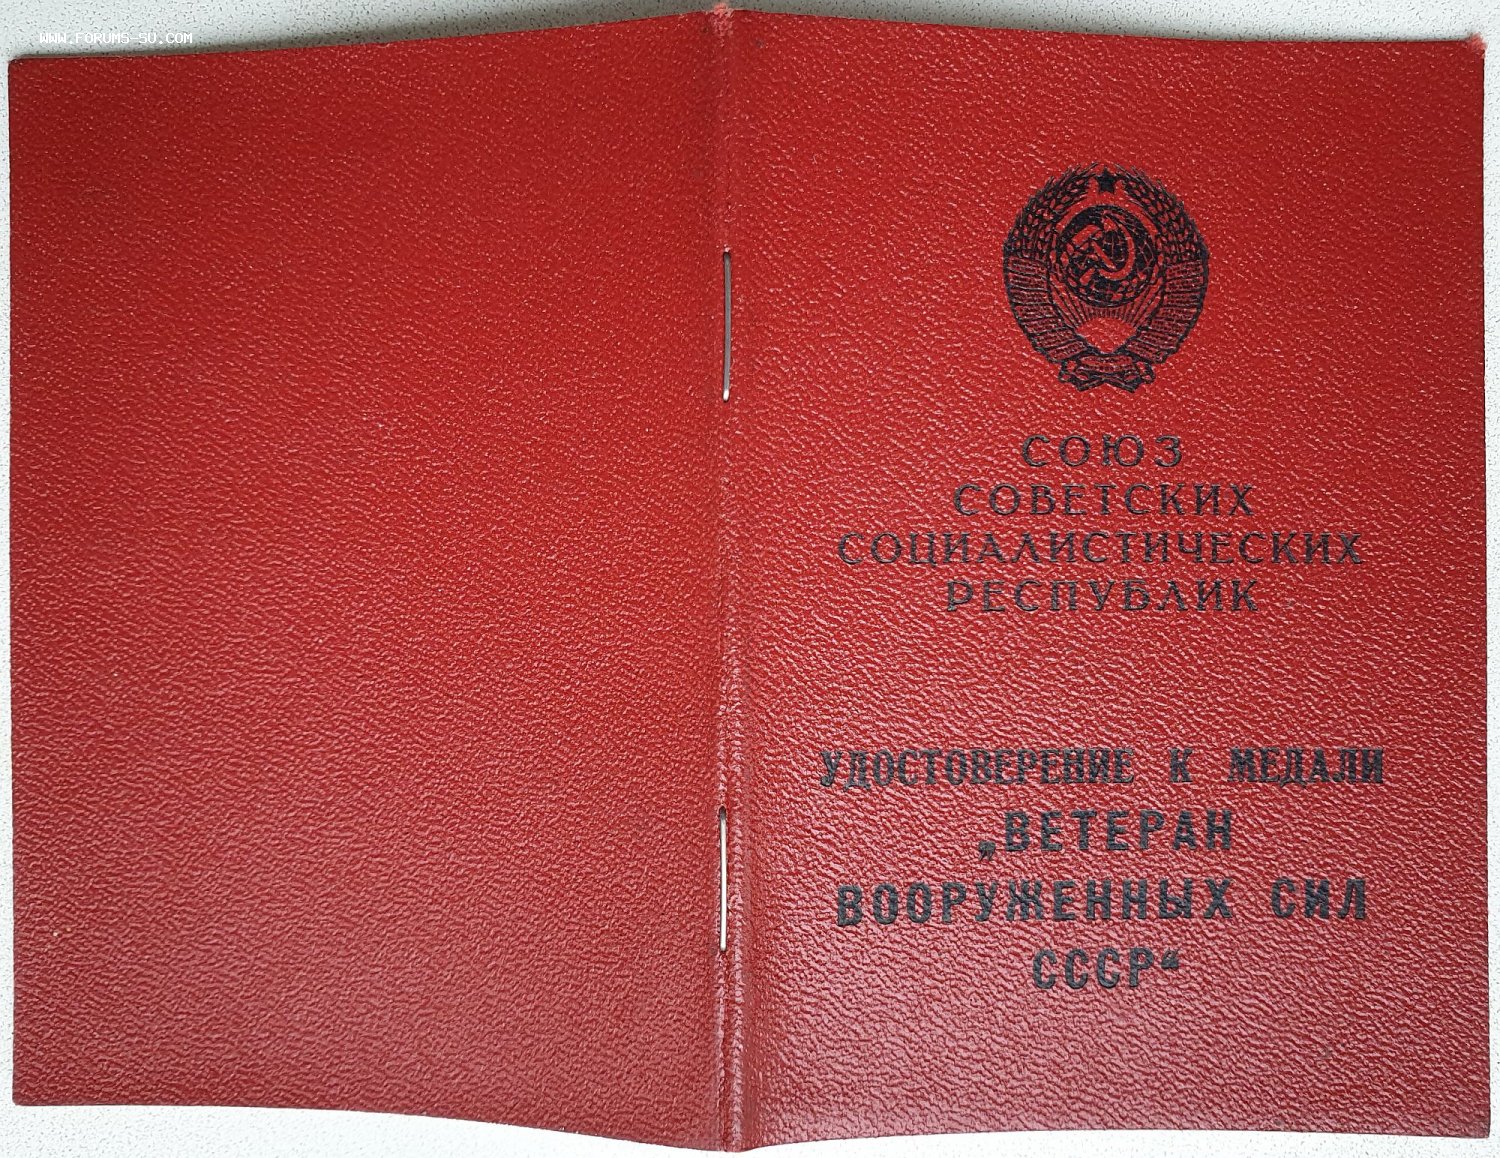 WWW.FORUMS-SU.COM
СОЮЗ
СОВЕТСКИХ
СОЦИАЛИСТИЧЕСКИХ
РЕСПУБЛИК
УДОСТОВЕРЕНИЕ К МЕДАЛИ
„ВЕТЕРАН
ВООРУЖЕННЫХ СИЛ
СССР“